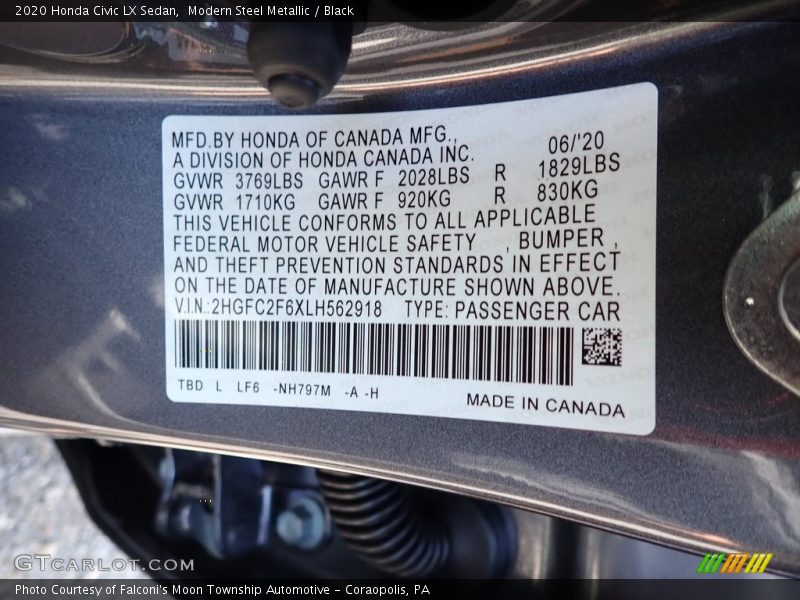 2020 Honda Civic LX Sedan,  Modern Steel Metallic / Black
MFD.BY HONDA OF CANADA MFG., 06/'20
A DIVISION OF HONDA CANADA INC.
GVWR 3769LBS GAWR F 2028LBS R 1829LBS
GVWR 1710KG GAWR F 920KG R 830KG
THIS VEHICLE CONFORMS TO ALL APPLICABLE
FEDERAL MOTOR VEHICLE SAFETY , BUMPER ,
AND THEFT PREVENTION STANDARDS IN EFFECT
ON THE DATE OF MANUFACTURE SHOWN ABOVE.
V.I.N.:2HGFC2F6XLH562918 TYPE: PASSENGER CAR
TBD L LF6 -NH797M -A -H
MADE IN CANADA
GTCARLOT.COM
Photo Courtesy of Falconi's Moon Township Automotive – Coraopolis, PA